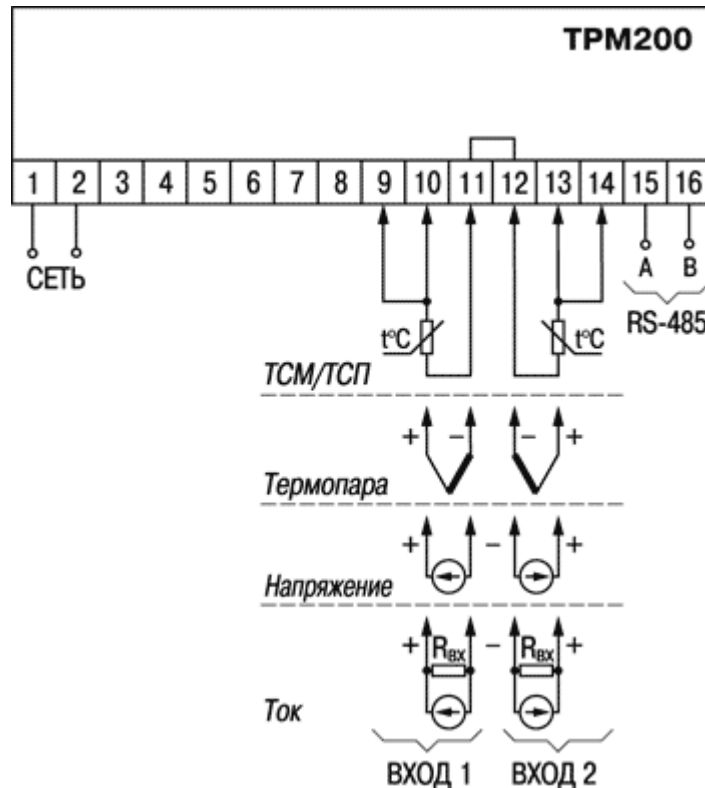 ТРМ200
1 2 3 4 5 6 7 8 9 10 11 12 13 14 15 16
СЕТЬ
A B
RS-485
t°C t°C
ТСМ/ТСП
+ - - +
Термопара
+ - +
Напряжение
+ Rвх - Rвх +
Ток
ВХОД 1 ВХОД 2